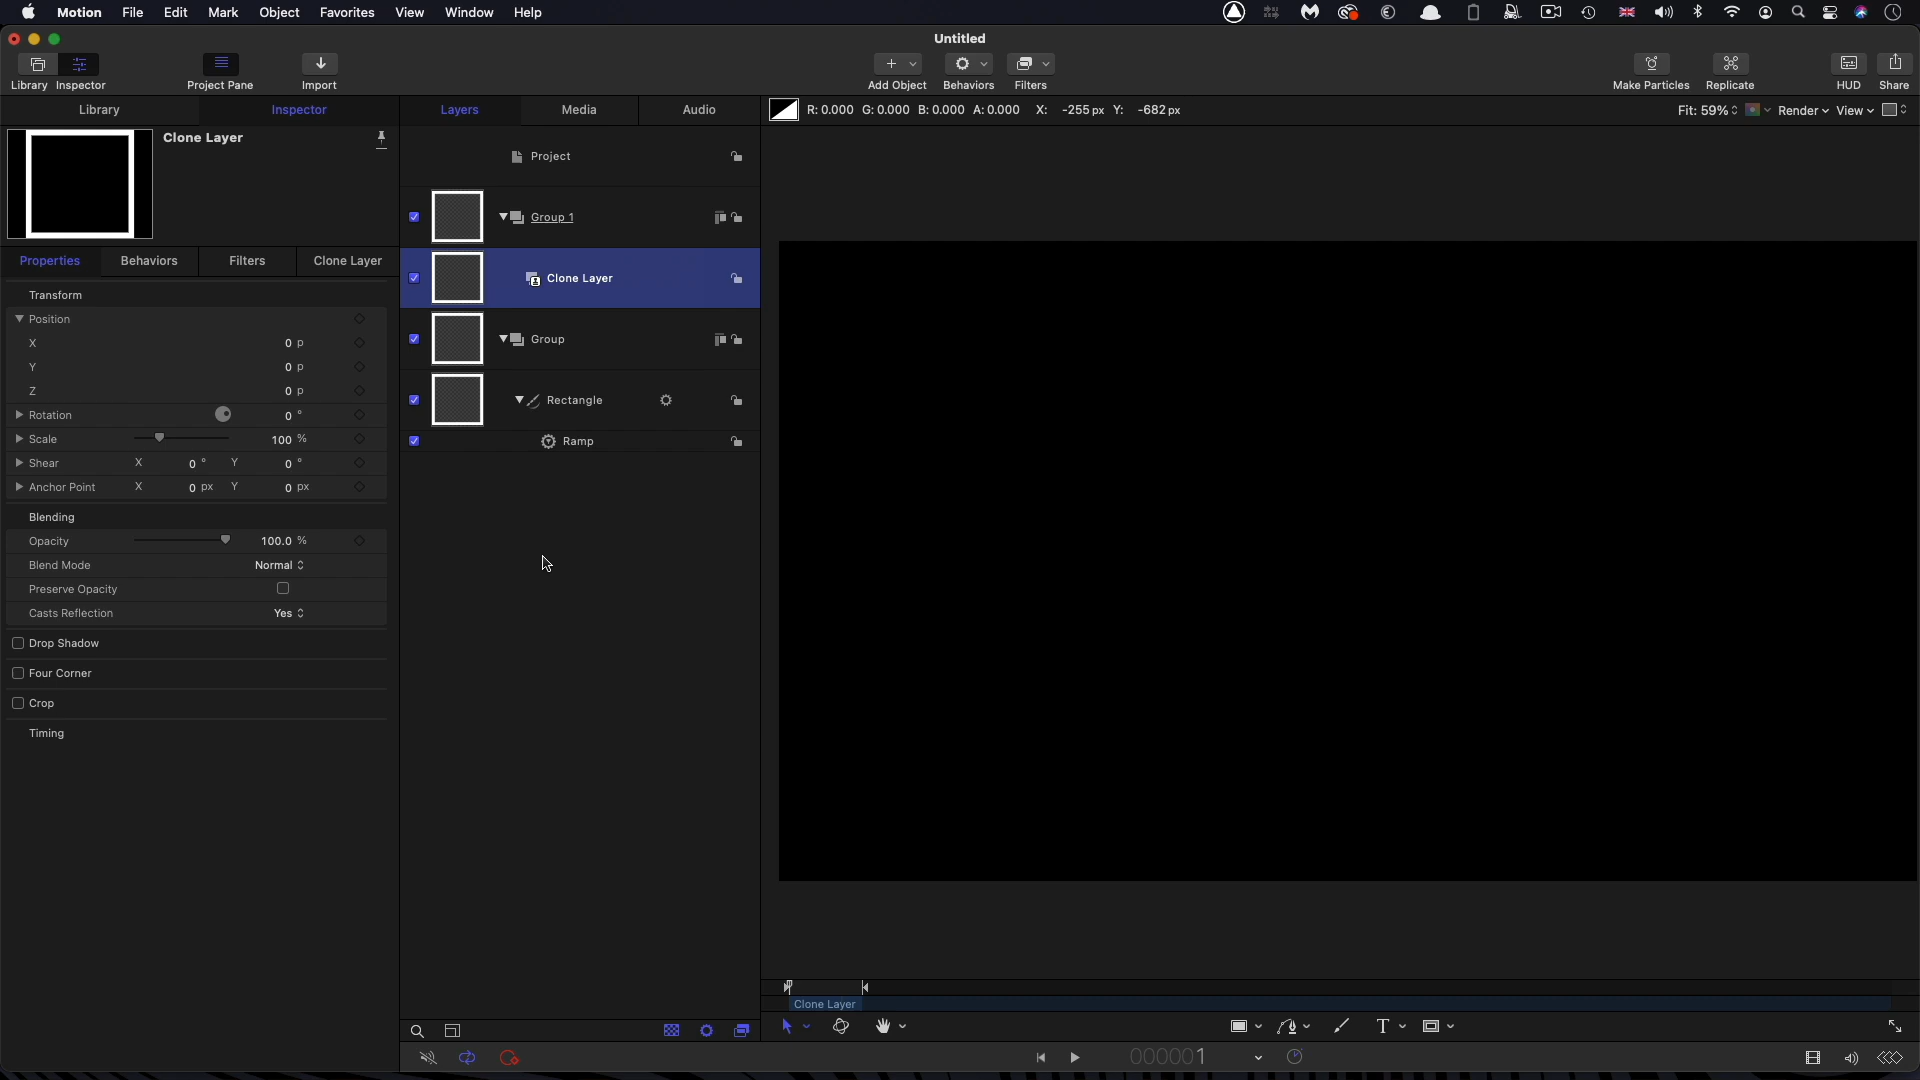 Motion File Edit Mark Object Favorites View Window Help
Untitled
Library Inspector Project Pane Import Add Object Behaviors Filters Make Particles Replicate HUD Share
Library Inspector Layers Media Audio R: 0.000 G: 0.000 B: 0.000 A: 0.000 X: -255 px Y: -682 px Fit: 59% Render View
Clone Layer
Project
Group 1
Properties Behaviors Filters Clone Layer
Clone Layer
Transform
Position
X 0 p
Group
Y 0 p
Z 0 p
Rectangle
Rotation 0 °
Scale 100 %
Ramp
Shear X 0 ° Y 0 °
Anchor Point X 0 px Y 0 px
Blending
Opacity 100.0 %
Blend Mode Normal
Preserve Opacity
Casts Reflection Yes
Drop Shadow
Four Corner
Crop
Timing
Clone Layer
T
0000001